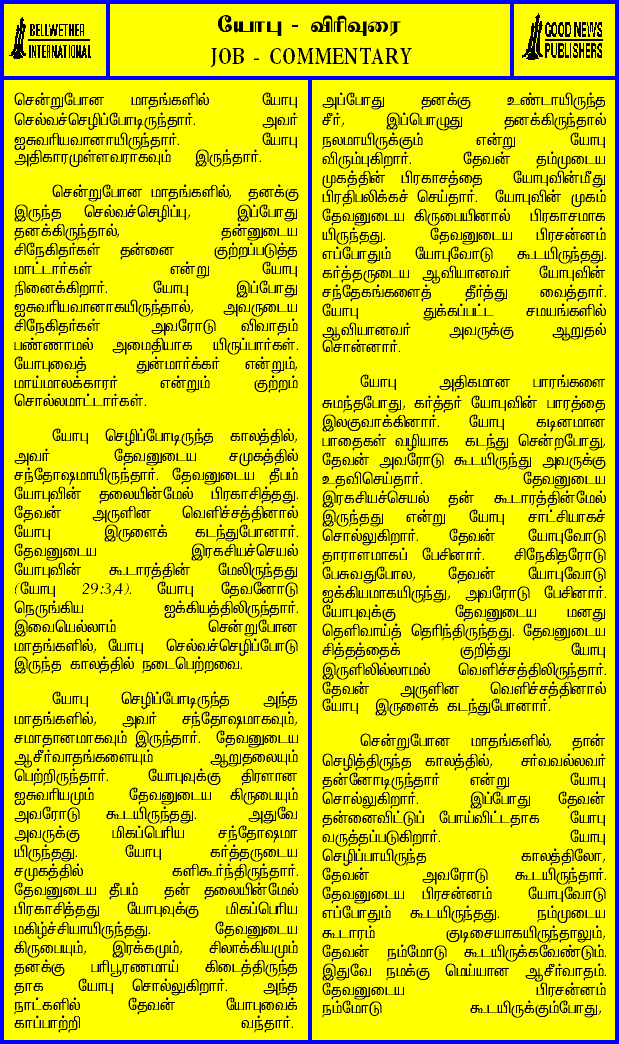 BELLWETHER
INTERNATIONAL
யோபு - விரிவுரை
JOB - COMMENTARY
GOOD NEWS
PUBLISHERS
சென்றுபோன மாதங்களில் யோபு
செல்வச்செழிப்போடிருந்தார். அவர்
ஐசுவரியவானாயிருந்தார். யோபு
அதிகாரமுள்ளவராகவும் இருந்தார்.
சென்றுபோன மாதங்களில், தனக்கு
இருந்த செல்வச்செழிப்பு, இப்போது
தனக்கிருந்தால், தன்னுடைய
சிநேகிதர்கள் தன்னை குற்றப்படுத்த
மாட்டார்கள் என்று யோபு
நினைக்கிறார். யோபு இப்போது
ஐசுவரியவானாகயிருந்தால், அவருடைய
சிநேகிதர்கள் அவரோடு விவாதம்
பண்ணாமல் அமைதியாக யிருப்பார்கள்.
யோபுவைத் துன்மார்க்கர் என்றும்,
மாய்மாலக்காரர் என்றும் குற்றம்
சொல்லமாட்டார்கள்.
யோபு செழிப்போடிருந்த காலத்தில்,
அவர் தேவனுடைய சமுகத்தில்
சந்தோஷமாயிருந்தார். தேவனுடைய தீபம்
யோபுவின் தலையின்மேல் பிரகாசித்தது.
தேவன் அருளின வெளிச்சத்தினால்
யோபு இருளைக் கடந்துபோனார்.
தேவனுடைய இரகசியச்செயல்
யோபுவின் கூடாரத்தின் மேலிருந்தது
(யோபு 29:3,4). யோபு தேவனோடு
நெருங்கிய ஐக்கியத்திலிருந்தார்.
இவையெல்லாம் சென்றுபோன
மாதங்களில், யோபு செல்வச்செழிப்போடு
இருந்த காலத்தில் நடைபெற்றவை.
யோபு செழிப்போடிருந்த அந்த
மாதங்களில், அவர் சந்தோஷமாகவும்,
சமாதானமாகவும் இருந்தார். தேவனுடைய
ஆசீர்வாதங்களையும் ஆறுதலையும்
பெற்றிருந்தார். யோபுவுக்கு திரளான
ஐசுவரியமும் தேவனுடைய கிருபையும்
அவரோடு கூடயிருந்தது. அதுவே
அவருக்கு மிகப்பெரிய சந்தோஷமா
யிருந்தது. யோபு கர்த்தருடைய
சமுகத்தில் களிகூர்ந்திருந்தார்.
தேவனுடைய தீபம் தன் தலையின்மேல்
பிரகாசித்தது யோபுவுக்கு மிகப்பெரிய
மகிழ்ச்சியாயிருந்தது. தேவனுடைய
கிருபையும், இரக்கமும், சிலாக்கியமும்
தனக்கு பரிபூரணமாய் கிடைத்திருந்த
தாக யோபு சொல்லுகிறார். அந்த
நாட்களில் தேவன் யோபுவைக்
காப்பாற்றி வந்தார்.
அப்போது தனக்கு உண்டாயிருந்த
சீர், இப்பொழுது தனக்கிருந்தால்
நலமாயிருக்கும் என்று யோபு
விரும்புகிறார். தேவன் தம்முடைய
முகத்தின் பிரகாசத்தை யோபுவின்மீது
பிரதிபலிக்கச் செய்தார். யோபுவின் முகம்
தேவனுடைய கிருபையினால் பிரகாசமாக
யிருந்தது. தேவனுடைய பிரசன்னம்
எப்போதும் யோபுவோடு கூடயிருந்தது.
கர்த்தருடைய ஆவியானவர் யோபுவின்
சந்தேகங்களைத் தீர்த்து வைத்தார்.
யோபு துக்கப்பட்ட சமயங்களில்
ஆவியானவர் அவருக்கு ஆறுதல்
சொன்னார்.
யோபு அதிகமான பாரங்களை
சுமந்தபோது, கர்த்தர் யோபுவின் பாரத்தை
இலகுவாக்கினார். யோபு கடினமான
பாதைகள் வழியாக கடந்து சென்றபோது,
தேவன் அவரோடு கூடயிருந்து அவருக்கு
உதவிசெய்தார். தேவனுடைய
இரகசியச்செயல் தன் கூடாரத்தின்மேல்
இருந்தது என்று யோபு சாட்சியாகச்
சொல்லுகிறார். தேவன் யோபுவோடு
தாராளமாகப் பேசினார். சிநேகிதரோடு
பேசுவதுபோல, தேவன் யோபுவோடு
ஐக்கியமாகயிருந்து, அவரோடு பேசினார்.
யோபுவுக்கு தேவனுடைய மனது
தெளிவாய்த் தெரிந்திருந்தது. தேவனுடைய
சித்தத்தைக் குறித்து யோபு
இருளிலில்லாமல் வெளிச்சத்திலிருந்தார்.
தேவன் அருளின வெளிச்சத்தினால்
யோபு இருளைக் கடந்துபோனார்.
சென்றுபோன மாதங்களில், தான்
செழித்திருந்த காலத்தில், சர்வவல்லவர்
தன்னோடிருந்தார் என்று யோபு
சொல்லுகிறார். இப்போது தேவன்
தன்னைவிட்டுப் போய்விட்டதாக யோபு
வருத்தப்படுகிறார். யோபு
செழிப்பாயிருந்த காலத்திலோ,
தேவன் அவரோடு கூடயிருந்தார்.
தேவனுடைய பிரசன்னம் யோபுவோடு
எப்போதும் கூடயிருந்தது. நம்முடைய
கூடாரம் குடிசையாகயிருந்தாலும்,
தேவன் நம்மோடு கூடயிருக்கவேண்டும்.
இதுவே நமக்கு மெய்யான ஆசீர்வாதம்.
தேவனுடைய பிரசன்னம்
நம்மோடு கூடயிருக்கும்போது,